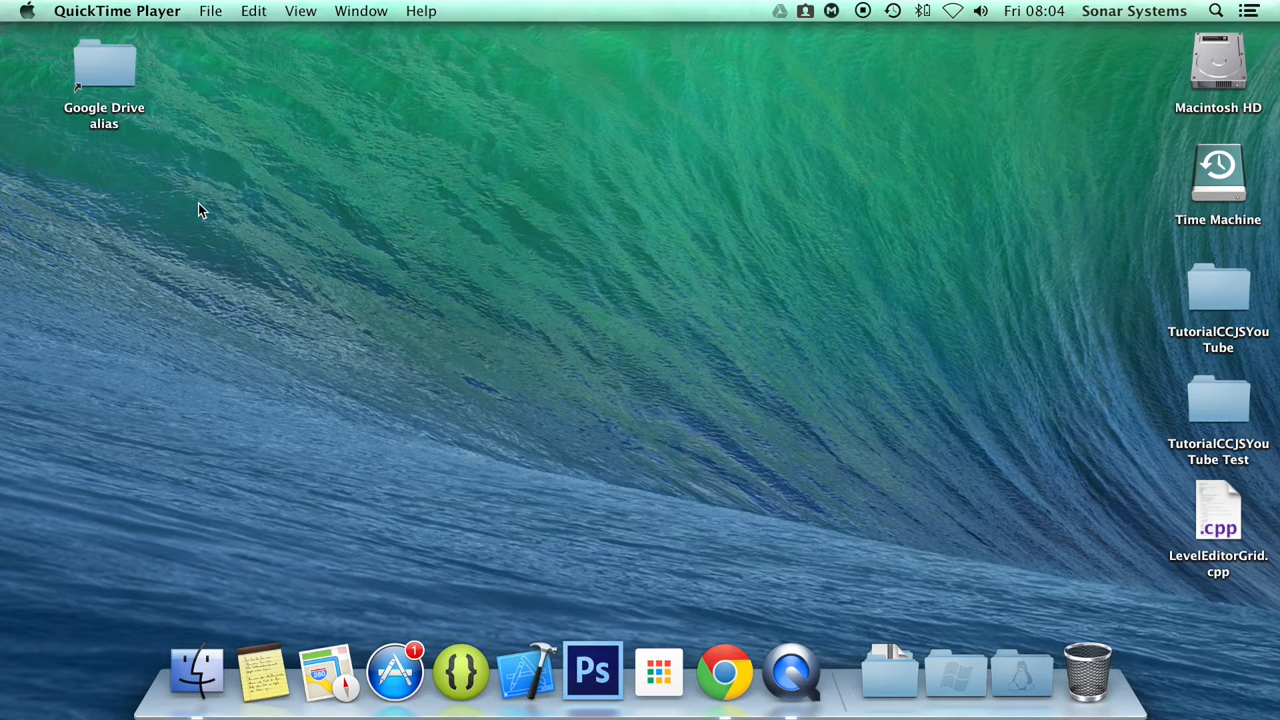 QuickTime Player File Edit View Window Help Fri 08:04 Sonar Systems
Google Drive
alias
Macintosh HD
Time Machine
TutorialCCJSYou
Tube
TutorialCCJSYou
Tube Test
.cpp
LevelEditorGrid.
cpp
280
1
{}
Ps